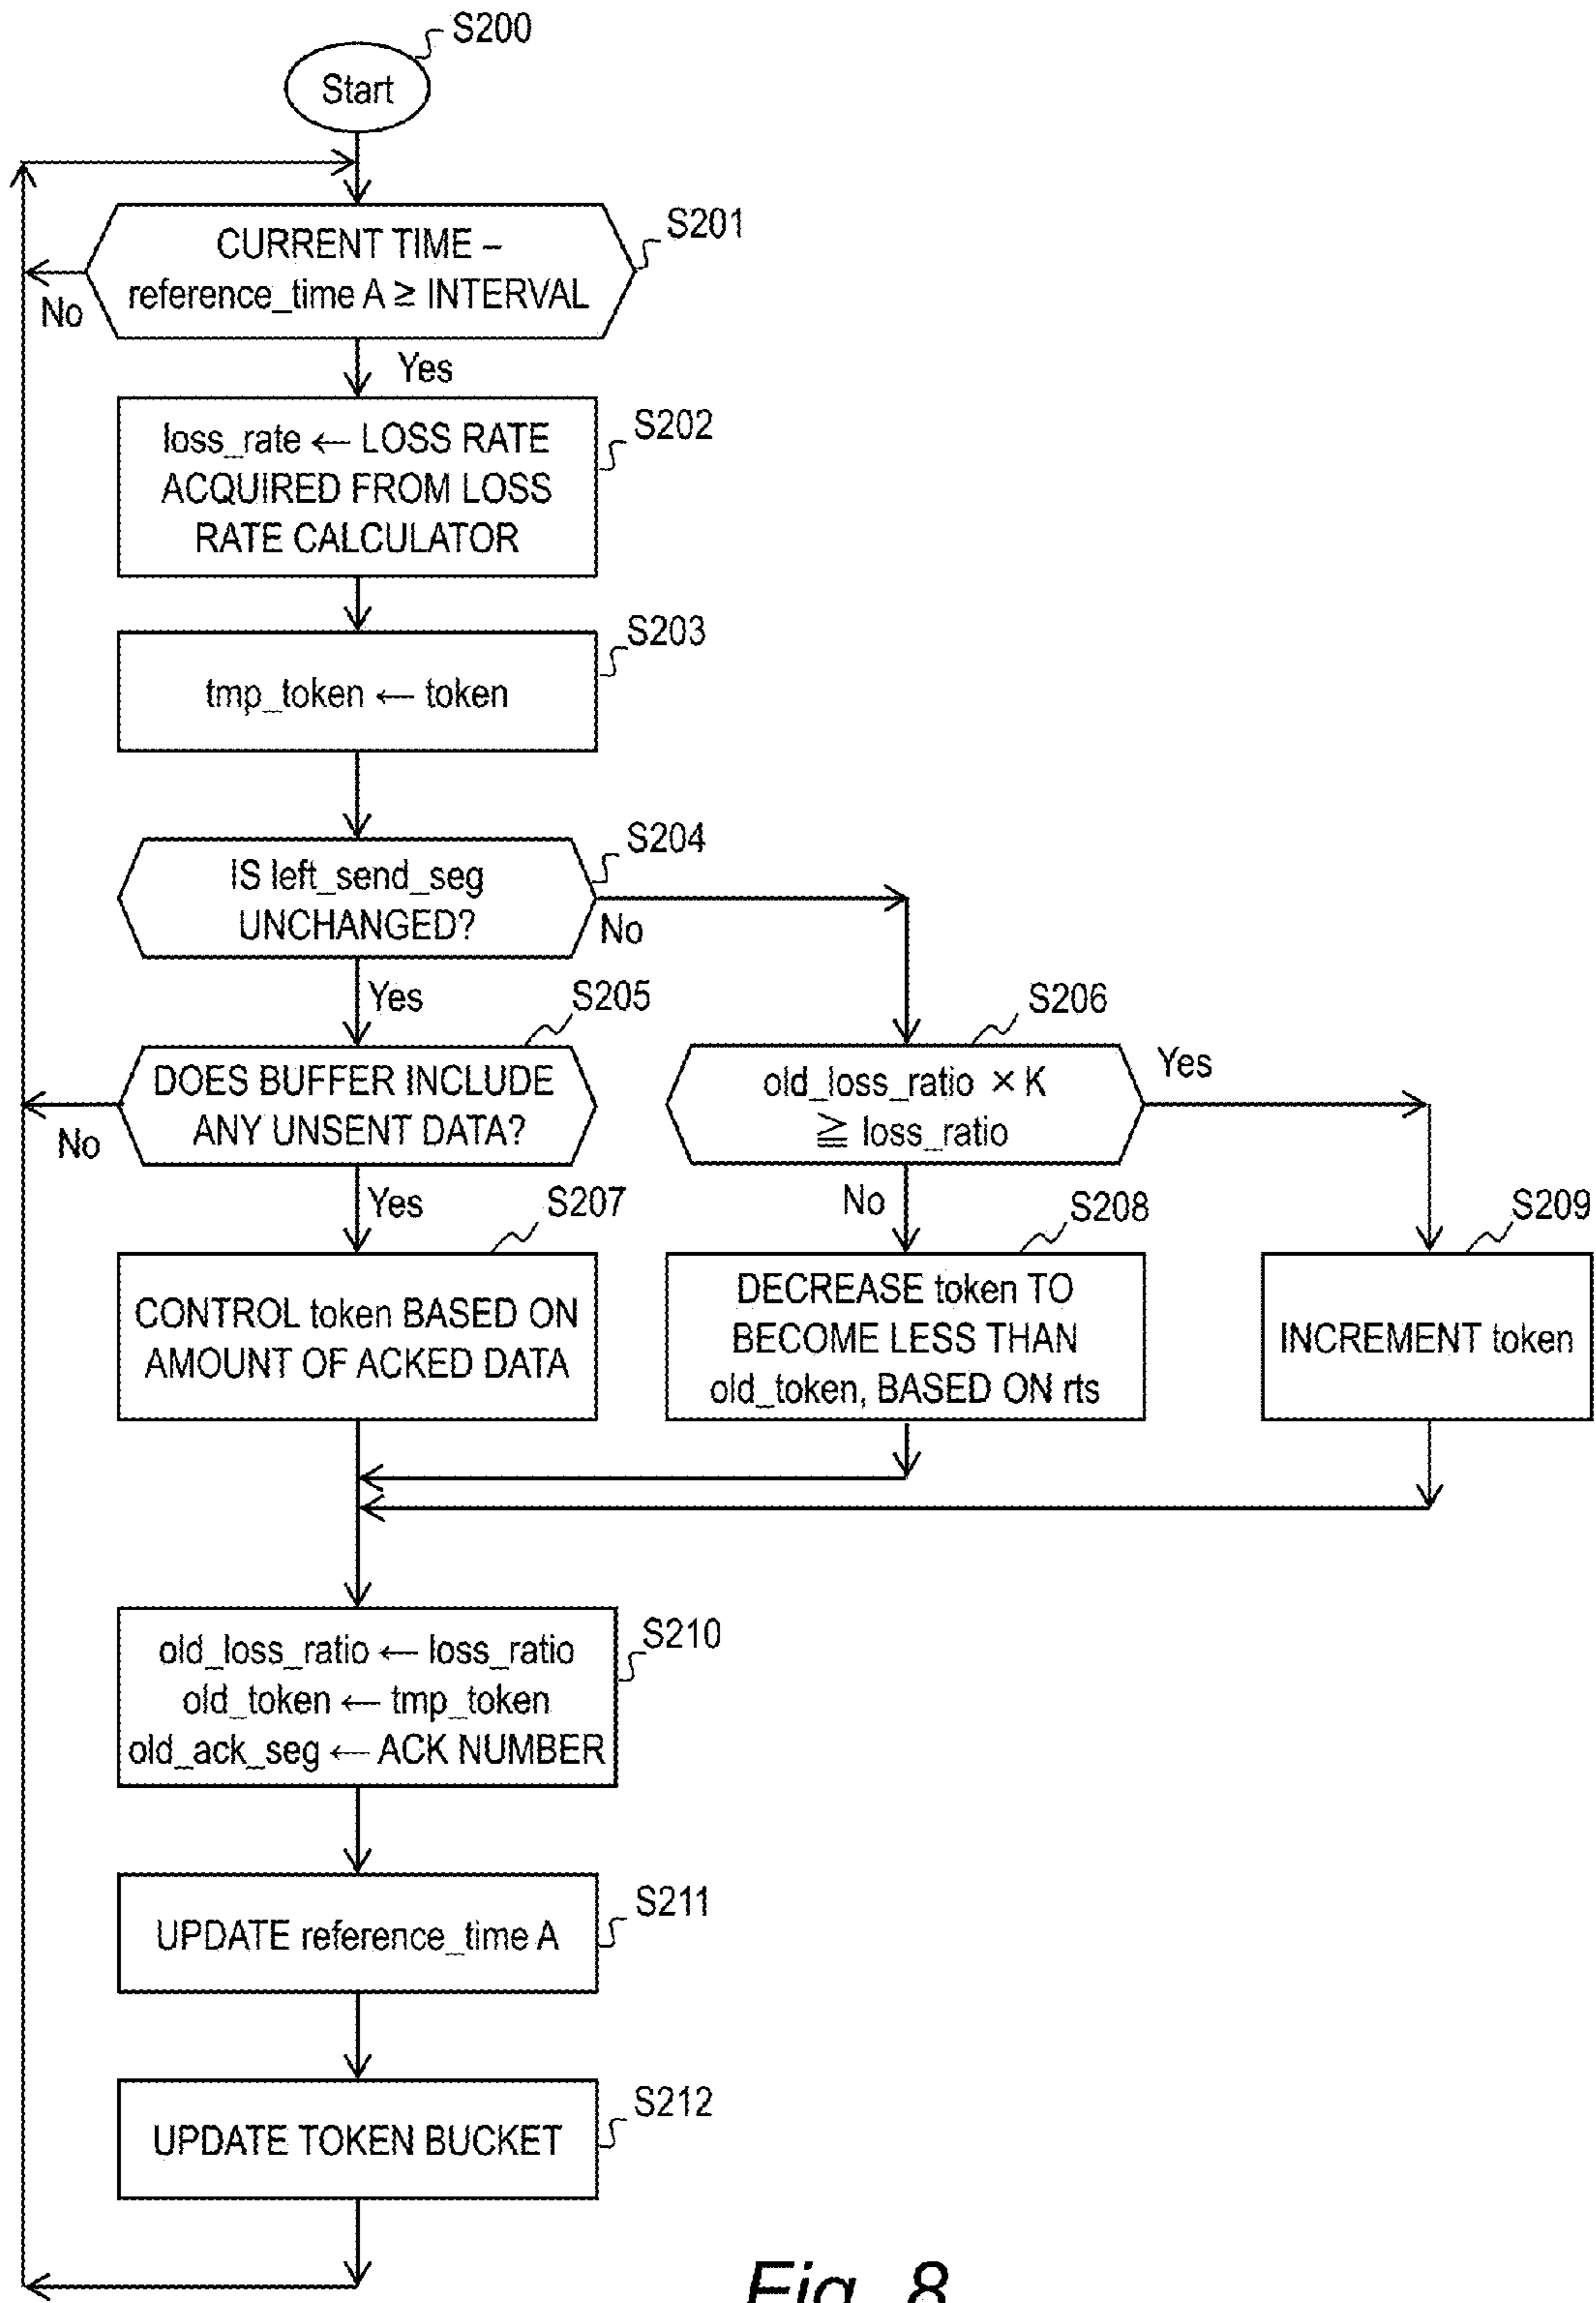 S200
Start
S201
CURRENT TIME –
reference_time A ≥ INTERVAL
No
Yes
S202
loss_rate ← LOSS RATE
ACQUIRED FROM LOSS
RATE CALCULATOR
S203
tmp_token ← token
S204
IS left_send_seg
UNCHANGED?
No
Yes
S205
DOES BUFFER INCLUDE
ANY UNSENT DATA?
No
Yes
S206
old_loss_ratio × K
≧ loss_ratio
Yes
No
S207
CONTROL token BASED ON
AMOUNT OF ACKED DATA
S208
DECREASE token TO
BECOME LESS THAN
old_token, BASED ON rts
S209
INCREMENT token
S210
old_loss_ratio ← loss_ratio
old_token ← tmp_token
old_ack_seg ← ACK NUMBER
S211
UPDATE reference_time A
S212
UPDATE TOKEN BUCKET
Fig. 8